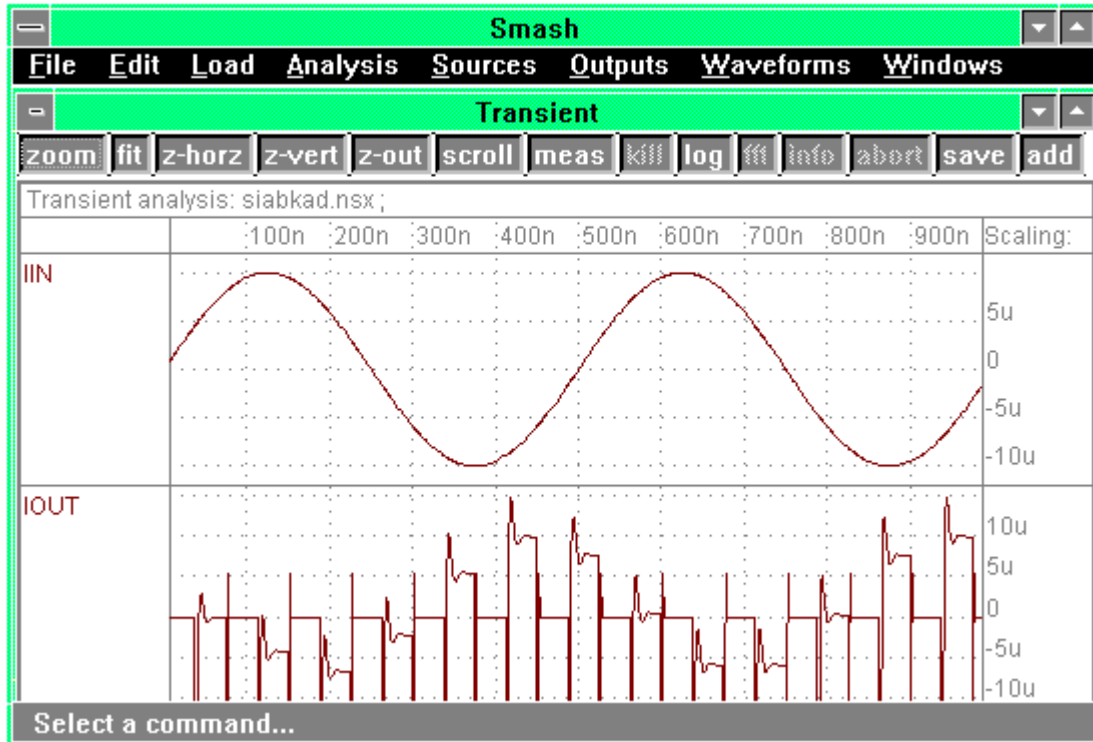 Smash
File Edit Load Analysis Sources Outputs Waveforms Windows
Transient
zoom fit z-horz z-vert z-out scroll meas kill log fft info abort save add
Transient analysis: siabkad.nsx ;
100n 200n 300n 400n 500n 600n 700n 800n 900n Scaling:
IIN
5u
0
-5u
-10u
IOUT
10u
5u
0
-5u
-10u
Select a command...